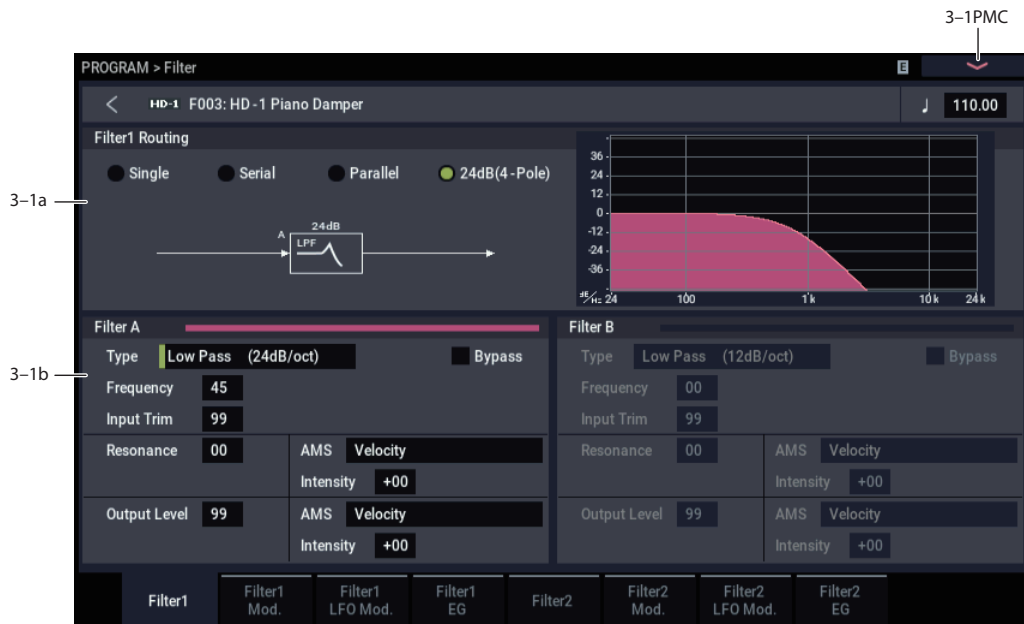 3–1PMC
PROGRAM > Filter
E
HD-1 F003: HD-1 Piano Damper
♩ 110.00
Filter1 Routing
Single
Serial
Parallel
24dB(4-Pole)
3–1a
A
24dB
LPF
36
24
12
0
-12
-24
-36
dB/Hz 24 100 1k 10k 24k
Filter A
Filter B
3–1b
Type Low Pass (24dB/oct) Bypass
Frequency 45
Input Trim 99
Resonance 00 AMS Velocity
Intensity +00
Output Level 99 AMS Velocity
Intensity +00
Type Low Pass (12dB/oct) Bypass
Frequency 00
Input Trim 99
Resonance 00 AMS Velocity
Intensity +00
Output Level 99 AMS Velocity
Intensity +00
Filter1
Filter1
Mod.
Filter1
LFO Mod.
Filter1
EG
Filter2
Filter2
Mod.
Filter2
LFO Mod.
Filter2
EG